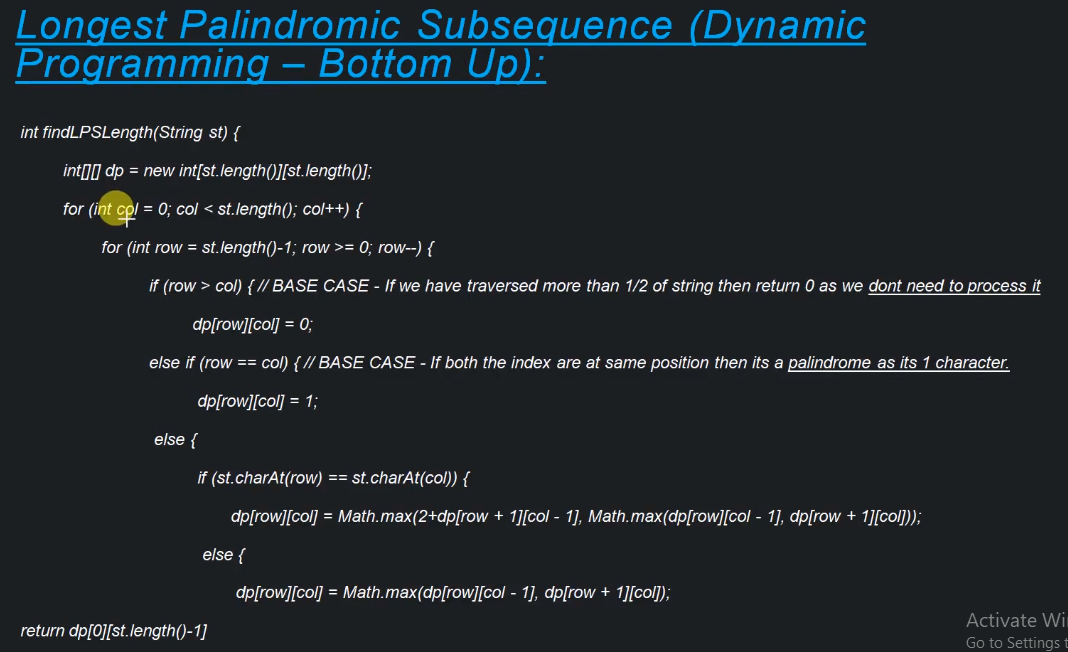 Longest Palindromic Subsequence (Dynamic
Programming – Bottom Up):
int findLPSLength(String st) {
int[][] dp = new int[st.length()][st.length()];
for (int col = 0; col < st.length(); col++) {
for (int row = st.length()-1; row >= 0; row--) {
if (row > col) { // BASE CASE - If we have traversed more than 1/2 of string then return 0 as we dont need to process it
dp[row][col] = 0;
else if (row == col) { // BASE CASE - If both the index are at same position then its a palindrome as its 1 character.
dp[row][col] = 1;
else {
if (st.charAt(row) == st.charAt(col)) {
dp[row][col] = Math.max(2+dp[row + 1][col - 1], Math.max(dp[row][col - 1], dp[row + 1][col]));
else {
dp[row][col] = Math.max(dp[row][col - 1], dp[row + 1][col]);
return dp[0][st.length()-1]
Activate Wi
Go to Settings t